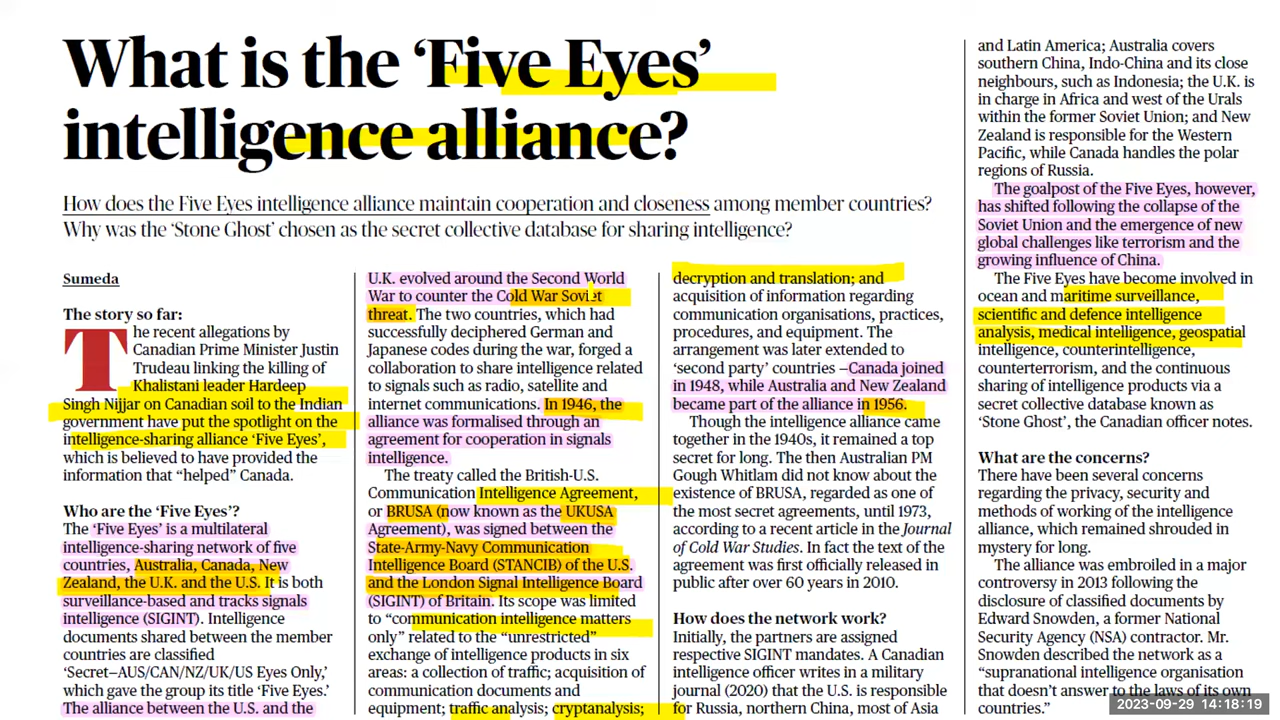 What is the ‘Five Eyes’
intelligence alliance?
How does the Five Eyes intelligence alliance maintain cooperation and closeness among member countries?
Why was the ‘Stone Ghost’ chosen as the secret collective database for sharing intelligence?
Sumeda
The story so far:
The recent allegations by
Canadian Prime Minister Justin
Trudeau linking the killing of
Khalistani leader Hardeep
Singh Nijjar on Canadian soil to the Indian
government have put the spotlight on the
intelligence-sharing alliance ‘Five Eyes’,
which is believed to have provided the
information that “helped” Canada.
Who are the ‘Five Eyes’?
The ‘Five Eyes’ is a multilateral
intelligence-sharing network of five
countries, Australia, Canada, New
Zealand, the U.K. and the U.S. It is both
surveillance-based and tracks signals
intelligence (SIGINT). Intelligence
documents shared between the member
countries are classified
‘Secret—AUS/CAN/NZ/UK/US Eyes Only,’
which gave the group its title ‘Five Eyes.’
The alliance between the U.S. and the
U.K. evolved around the Second World
War to counter the Cold War Soviet
threat. The two countries, which had
successfully deciphered German and
Japanese codes during the war, forged a
collaboration to share intelligence related
to signals such as radio, satellite and
internet communications. In 1946, the
alliance was formalised through an
agreement for cooperation in signals
intelligence.
The treaty called the British-U.S.
Communication Intelligence Agreement,
or BRUSA (now known as the UKUSA
Agreement), was signed between the
State-Army-Navy Communication
Intelligence Board (STANCIB) of the U.S.
and the London Signal Intelligence Board
(SIGINT) of Britain. Its scope was limited
to “communication intelligence matters
only” related to the “unrestricted”
exchange of intelligence products in six
areas: a collection of traffic; acquisition of
communication documents and
equipment; traffic analysis; cryptanalysis;
decryption and translation; and
acquisition of information regarding
communication organisations, practices,
procedures, and equipment. The
arrangement was later extended to
‘second party’ countries —Canada joined
in 1948, while Australia and New Zealand
became part of the alliance in 1956.
Though the intelligence alliance came
together in the 1940s, it remained a top
secret for long. The then Australian PM
Gough Whitlam did not know about the
existence of BRUSA, regarded as one of
the most secret agreements, until 1973,
according to a recent article in the Journal
of Cold War Studies. In fact the text of the
agreement was first officially released in
public after over 60 years in 2010.
How does the network work?
Initially, the partners are assigned
respective SIGINT mandates. A Canadian
intelligence officer writes in a military
journal (2020) that the U.S. is responsible
for Russia, northern China, most of Asia
and Latin America; Australia covers
southern China, Indo-China and its close
neighbours, such as Indonesia; the U.K. is
in charge in Africa and west of the Urals
within the former Soviet Union; and New
Zealand is responsible for the Western
Pacific, while Canada handles the polar
regions of Russia.
The goalpost of the Five Eyes, however,
has shifted following the collapse of the
Soviet Union and the emergence of new
global challenges like terrorism and the
growing influence of China.
The Five Eyes have become involved in
ocean and maritime surveillance,
scientific and defence intelligence
analysis, medical intelligence, geospatial
intelligence, counterintelligence,
counterterrorism, and the continuous
sharing of intelligence products via a
secret collective database known as
‘Stone Ghost’, the Canadian officer notes.
What are the concerns?
There have been several concerns
regarding the privacy, security and
methods of working of the intelligence
alliance, which remained shrouded in
mystery for long.
The alliance was embroiled in a major
controversy in 2013 following the
disclosure of classified documents by
Edward Snowden, a former National
Security Agency (NSA) contractor. Mr.
Snowden described the network as a
“supranational intelligence organisation
that doesn’t answer to the laws of its own
countries.”
2023-09-29 14:18:19